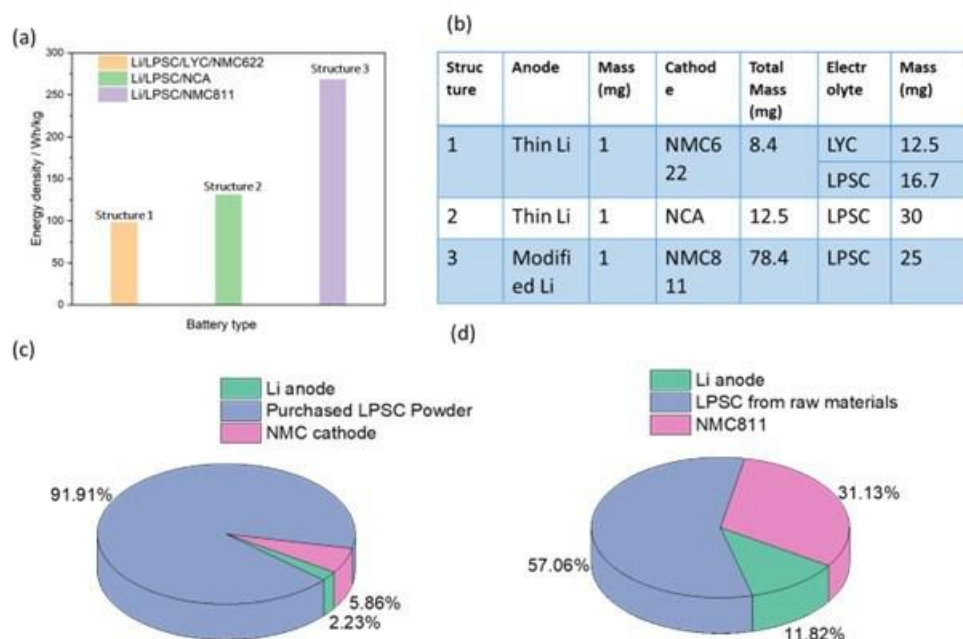 (a)
300
250
200
150
100
50
0
Energy density / Wh/kg
Li/LPSC/LYC/NMC622
Li/LPSC/NCA
Li/LPSC/NMC811
Structure 1
Structure 2
Structure 3
Battery type
(b)
Struc
ture
Anode
Mass
(mg)
Cathod
e
Total
Mass
(mg)
Electr
olyte
Mass
(mg)
1
Thin Li
1
NMC6
22
8.4
LYC
12.5
LPSC
16.7
2
Thin Li
1
NCA
12.5
LPSC
30
3
Modifi
ed Li
1
NMC8
11
78.4
LPSC
25
(c)
Li anode
Purchased LPSC Powder
NMC cathode
91.91%
5.86%
2.23%
(d)
Li anode
LPSC from raw materials
NMC811
31.13%
57.06%
11.82%